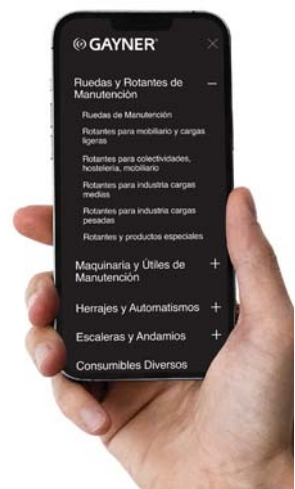 GAYNER®
Ruedas y Rotantes de
Manutención
Ruedas de Manutención
Rotantes para mobiliario y cargas
ligeras
Rotantes para colectividades,
hostelería, mobiliario
Rotantes para industria cargas
medias
Rotantes para industria cargas
pesadas
Rotantes y productos especiales
Maquinaria y Útiles de
Manutención
Herrajes y Automatismos
Escaleras y Andamios
Consumibles Diversos